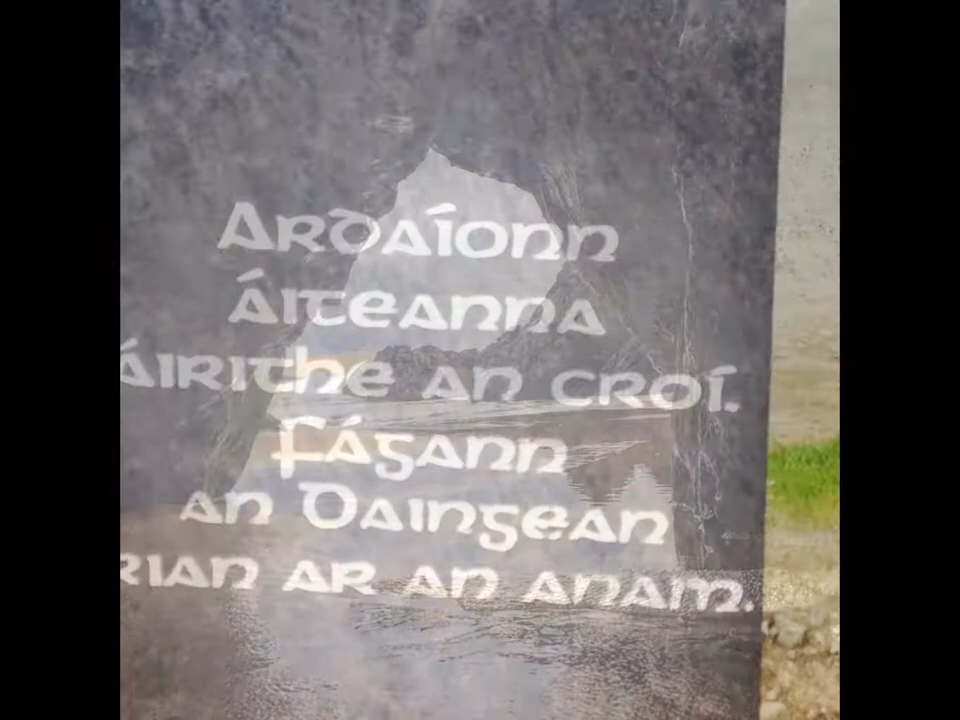 Ardaíonn
áiteanna
áirithe an croí.
Fágann
an Daingean
rian ar an anam.